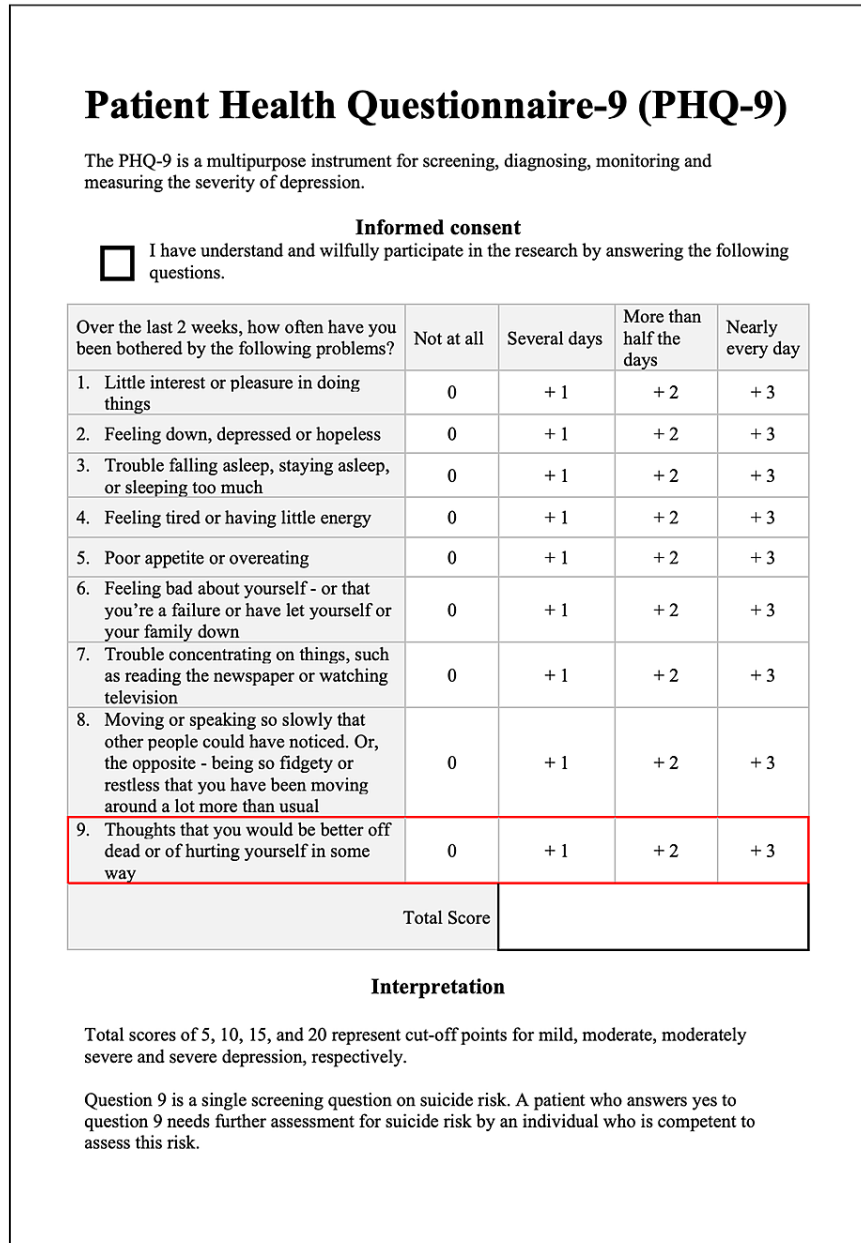 Patient Health Questionnaire-9 (PHQ-9)
The PHQ-9 is a multipurpose instrument for screening, diagnosing, monitoring and
measuring the severity of depression.
Informed consent
I have understand and wilfully participate in the research by answering the following
questions.
Over the last 2 weeks, how often have you
been bothered by the following problems?
Not at all
Several days
More than
half the
days
Nearly
every day
1. Little interest or pleasure in doing
things
0 + 1 + 2 + 3
2. Feeling down, depressed or hopeless 0 + 1 + 2 + 3
3. Trouble falling asleep, staying asleep,
or sleeping too much
0 + 1 + 2 + 3
4. Feeling tired or having little energy 0 + 1 + 2 + 3
5. Poor appetite or overeating 0 + 1 + 2 + 3
6. Feeling bad about yourself - or that
you’re a failure or have let yourself or
your family down
0 + 1 + 2 + 3
7. Trouble concentrating on things, such
as reading the newspaper or watching
television
0 + 1 + 2 + 3
8. Moving or speaking so slowly that
other people could have noticed. Or,
the opposite - being so fidgety or
restless that you have been moving
around a lot more than usual
0 + 1 + 2 + 3
9. Thoughts that you would be better off
dead or of hurting yourself in some
way
0 + 1 + 2 + 3
Total Score
Interpretation
Total scores of 5, 10, 15, and 20 represent cut-off points for mild, moderate, moderately
severe and severe depression, respectively.
Question 9 is a single screening question on suicide risk. A patient who answers yes to
question 9 needs further assessment for suicide risk by an individual who is competent to
assess this risk.